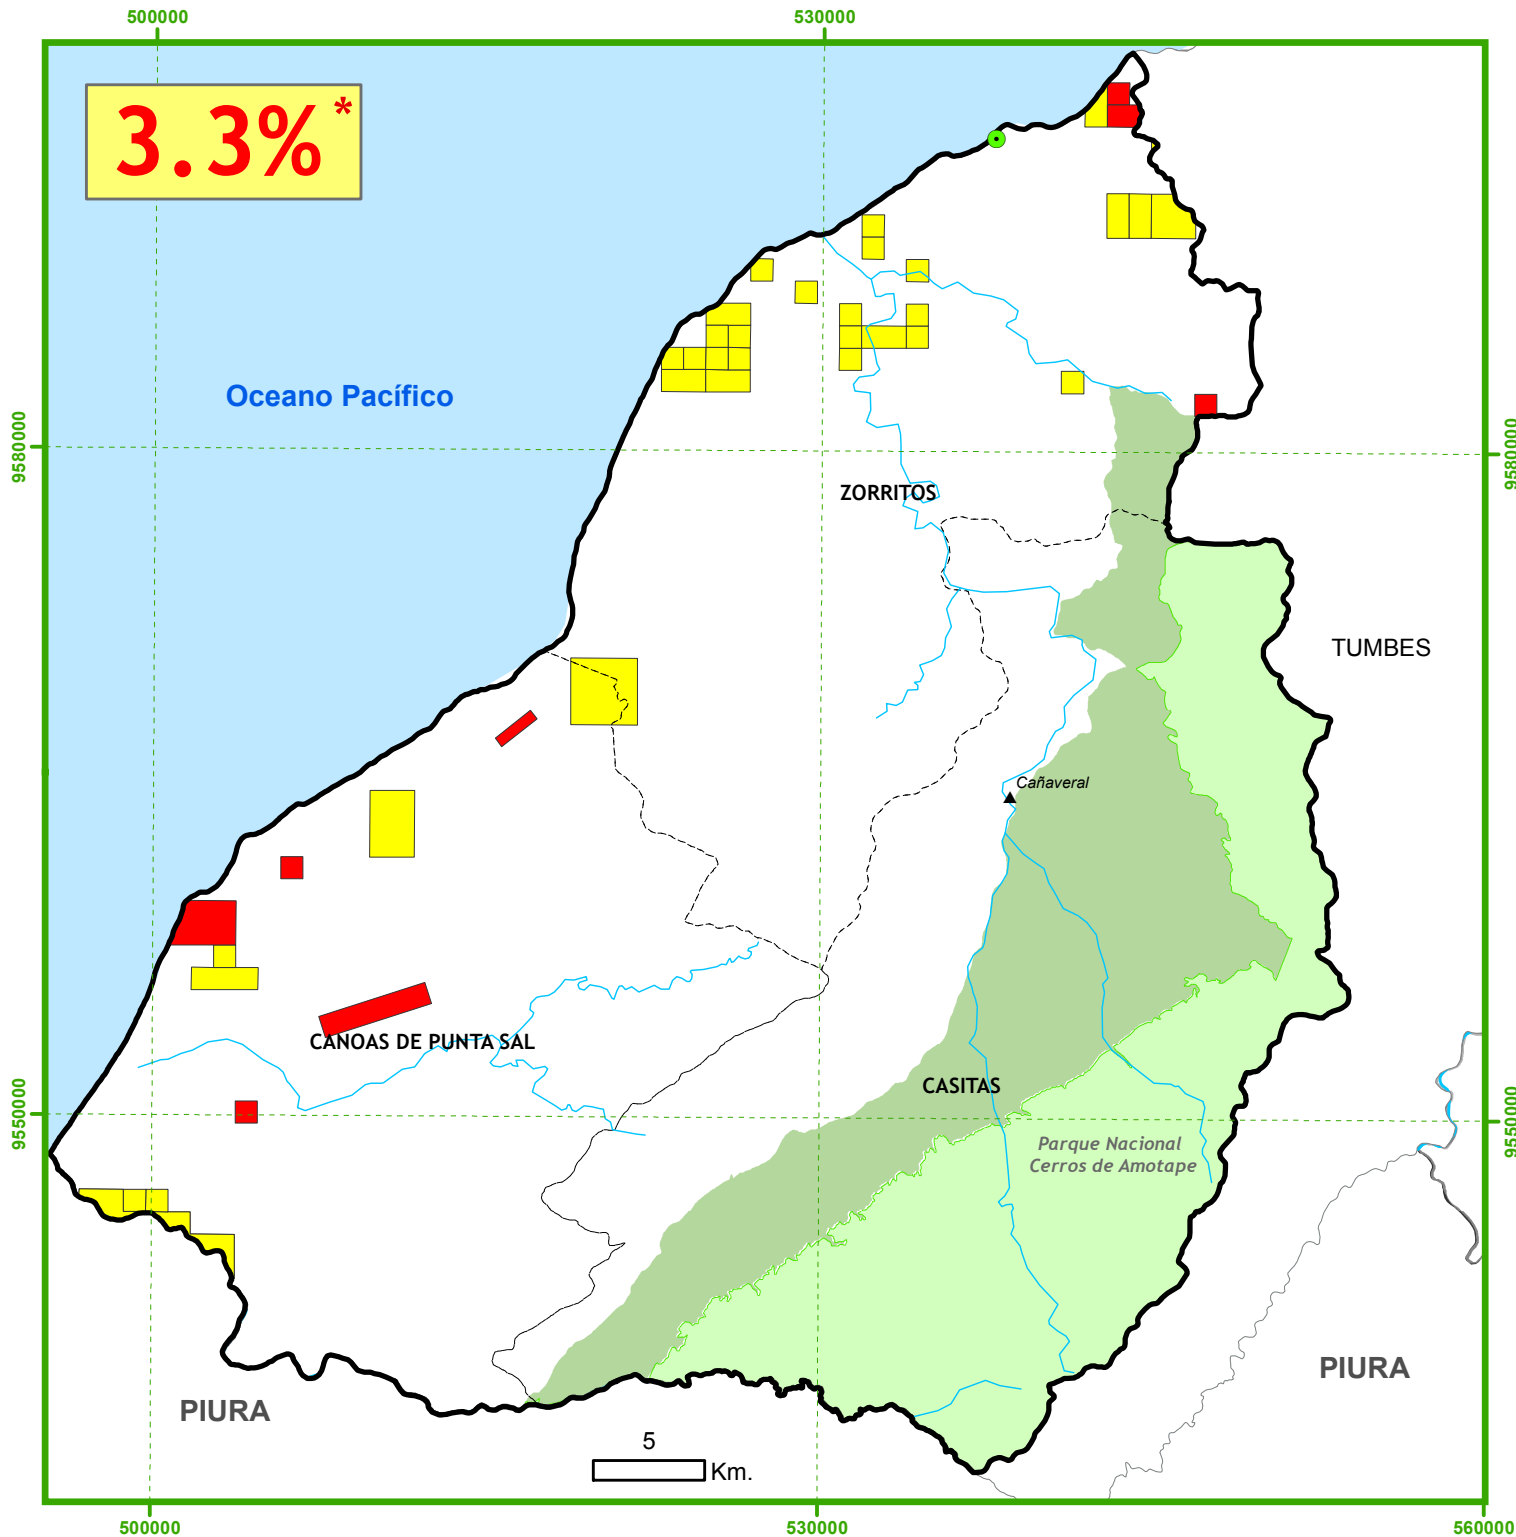 500000
530000
3.3%*
Oceano Pacífico
9580000
9580000
ZORRITOS
TUMBES
Cañaveral
CANOAS DE PUNTA SAL
CASITAS
9550000
9550000
Parque Nacional
Cerros de Amotape
PIURA
PIURA
5
Km.
500000
530000
560000